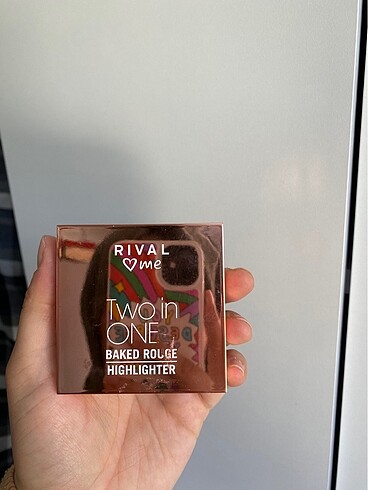 RIVAL
♡me
Two in
ONE
BAKED ROUGE
HIGHLIGHTER